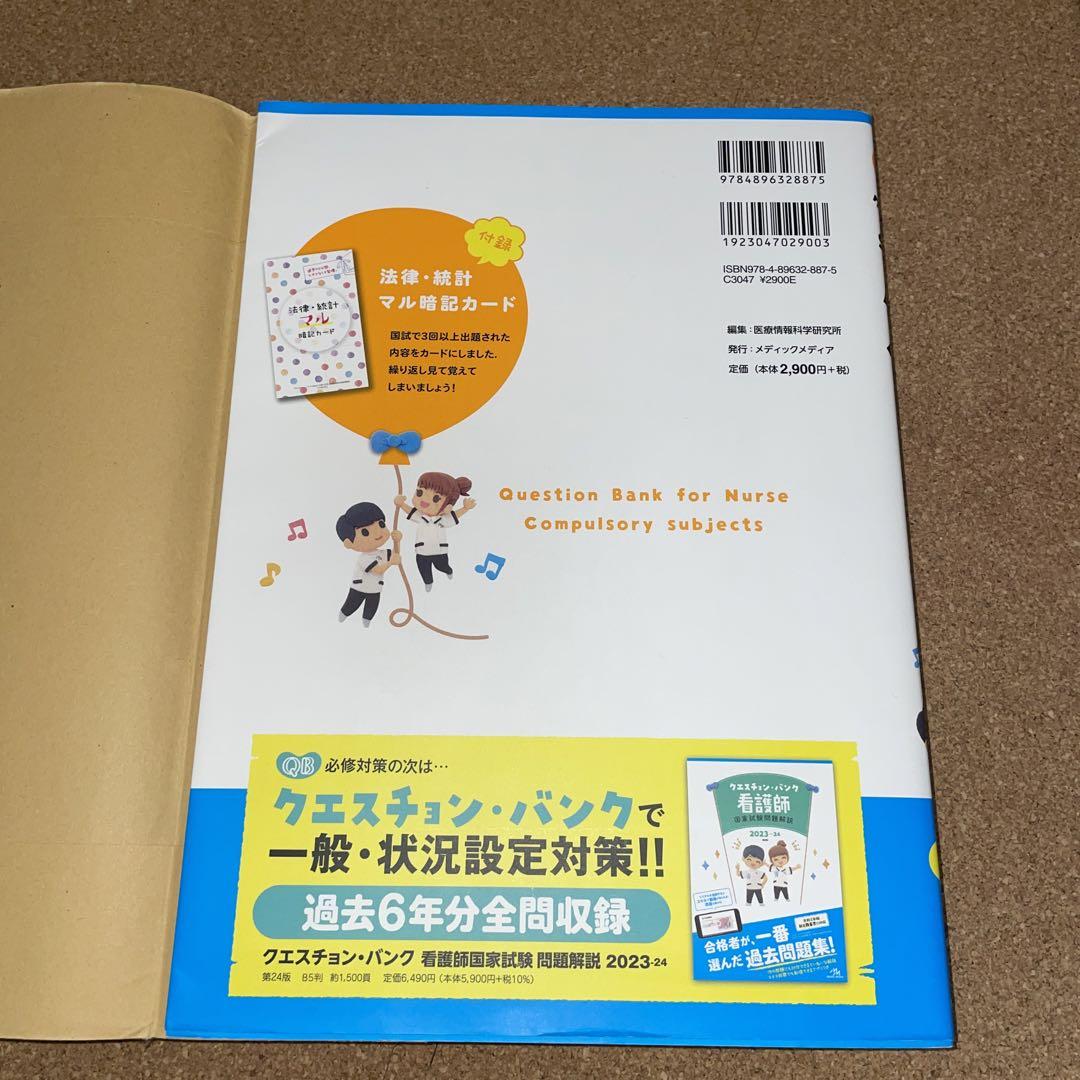 9784896328875
1923047029003
ISBN978-4-89632-887-5
C3047 ¥2900E
編集：医療情報科学研究所
発行：メディックメディア
定価（本体2,900円+税）
付録
法律・統計
マル暗記カード
国試で3回以上出題された
内容をカードにしました．
繰り返し見て覚えて
しまいましょう！
法律・統計
マル
暗記カード
Question Bank for Nurse
Compulsory subjects
QB 必修対策の次は…
クエスチョン・バンクで
一般・状況設定対策!!
過去6年分全問収録
クエスチョン・バンク 看護師国家試験 問題解説 2023-24
第24版 B5判 約1,500頁 定価6,490円（本体5,900円+税10%）
クエスチョン・バンク
看護師
国家試験問題解説
2023-24
合格者が、一番
選んだ過去問題集!